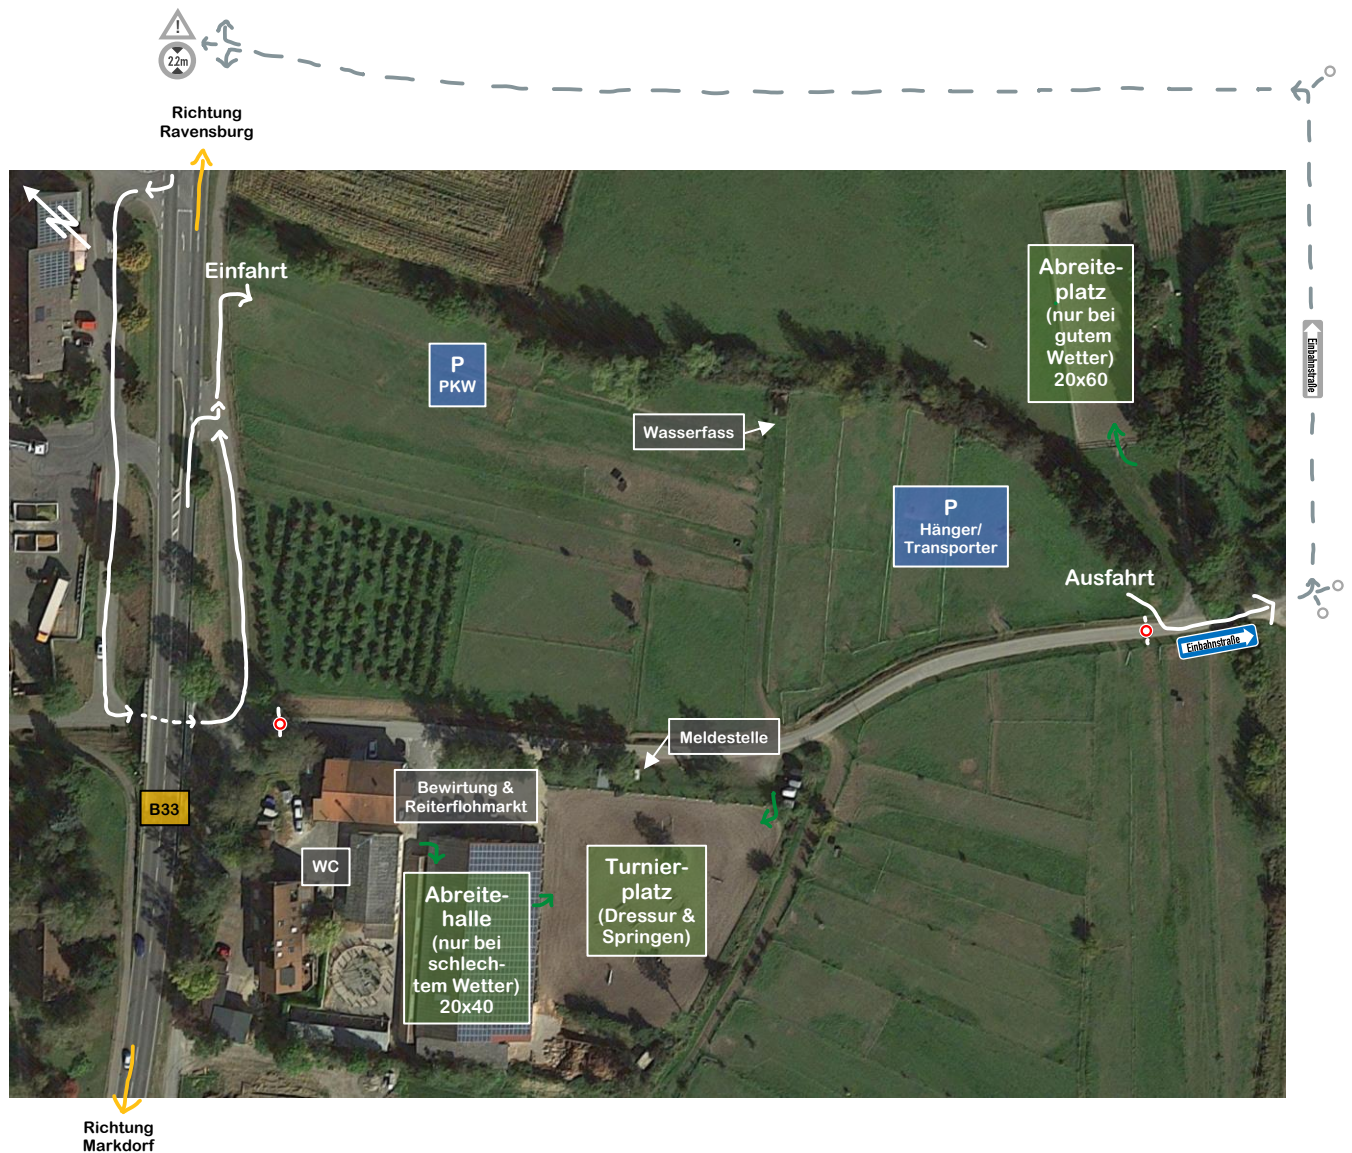 !
2.2m
Richtung
Ravensburg
N
Einfahrt
P
PKW
Wasserfass
Abreite-
platz
(nur bei
gutem
Wetter)
20x60
Einbahnstraße
P
Hänger/
Transporter
Ausfahrt
Einbahnstraße
Meldestelle
Bewirtung &
Reiterflohmarkt
B33
WC
Abreite-
halle
(nur bei
schlech-
tem Wetter)
20x40
Turnier-
platz
(Dressur &
Springen)
Richtung
Markdorf